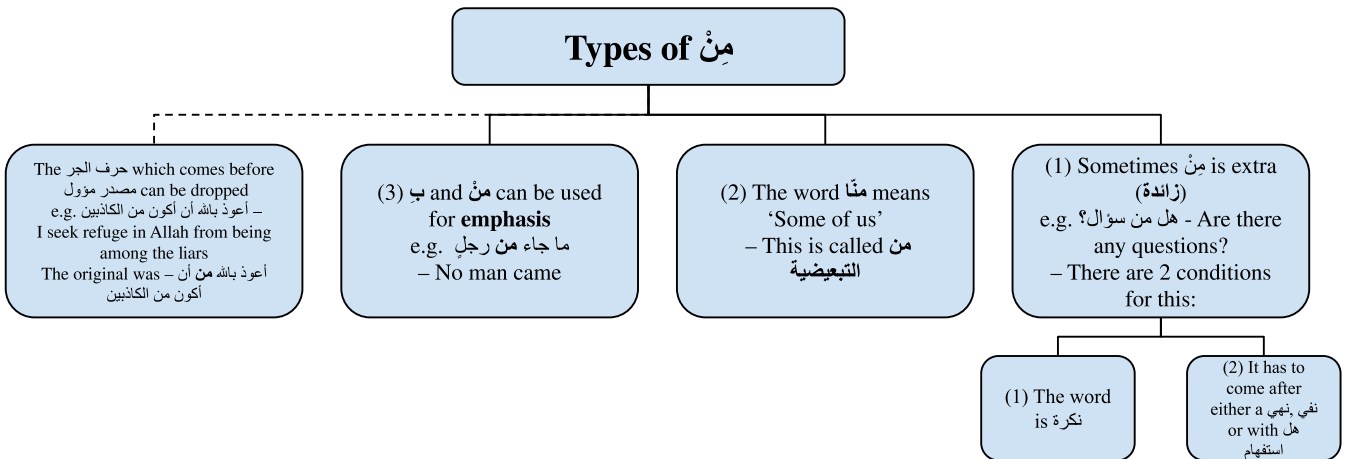 Types of مِنْ
The حرف الجر which comes before
مصدر مؤول can be dropped
e.g. أعوذ بالله أن أكون من الكاذبين –
I seek refuge in Allah from being
among the liars
The original was – أعوذ بالله من أن
أكون من الكاذبين
(3) بِ and منْ can be used
for emphasis
e.g. ما جاء من رجلٍ
– No man came
(2) The word منّا means
‘Some of us’
– This is called من
التبعيضية
(1) Sometimes مِنْ is extra
(زائدة)
e.g. هل من سؤال؟ - Are there
any questions?
– There are 2 conditions
for this:
(1) The word
is نكرة
(2) It has to
come after
either a نفي ,نهي
or with هل
استفهام